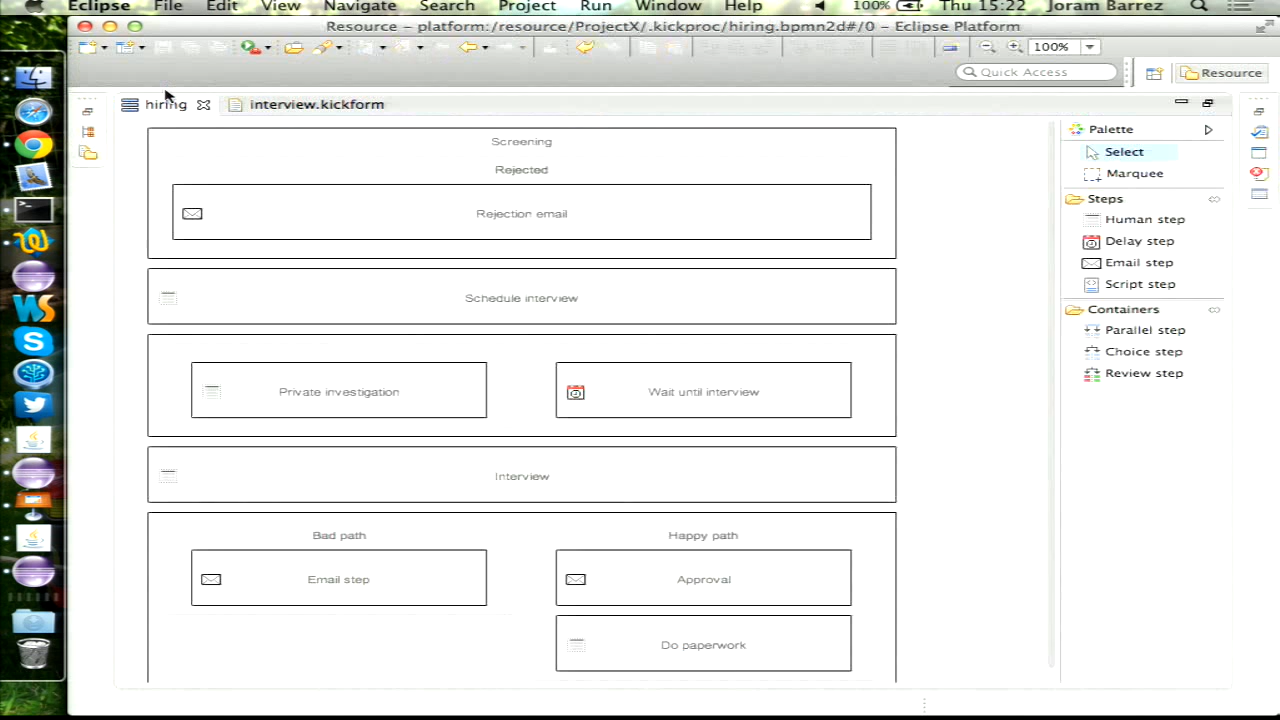 Eclipse File Edit View Navigate Search Project Run Window Help 100% Thu 15:22 Joram Barrez
Resource - platform:/resource/ProjectX/.kickproc/hiring.bpmn2d#/0 - Eclipse Platform
100%
Quick Access
Resource
hiring
interview.kickform
Screening
Rejected
Rejection email
Schedule interview
Private investigation
Wait until interview
Interview
Bad path
Happy path
Email step
Approval
Do paperwork
Palette
Select
Marquee
Steps
Human step
Delay step
Email step
Script step
Containers
Parallel step
Choice step
Review step